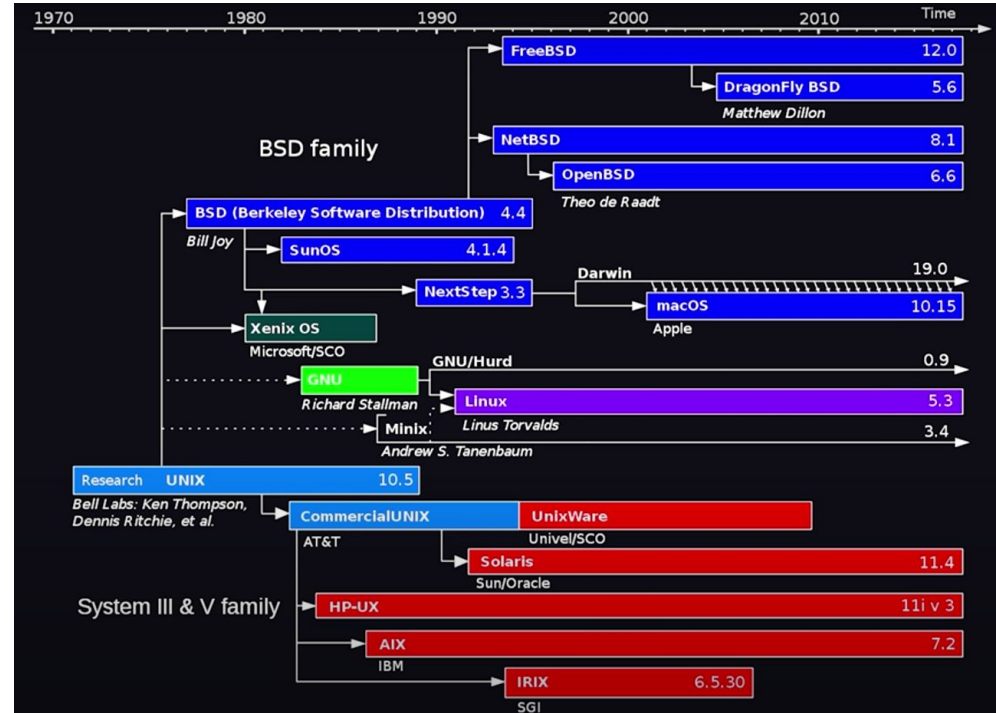 1970 1980 1990 2000 2010 Time
FreeBSD 12.0
DragonFly BSD 5.6
Matthew Dillon
BSD family
NetBSD 8.1
OpenBSD 6.6
Theo de Raadt
BSD (Berkeley Software Distribution) 4.4
Bill Joy
SunOS 4.1.4
Darwin 19.0
NextStep 3.3
macOS 10.15
Apple
Xenix OS
Microsoft/SCO
GNU/Hurd 0.9
GNU
Richard Stallman
Linux 5.3
Linus Torvalds
Minix 3.4
Andrew S. Tanenbaum
Research UNIX 10.5
Bell Labs: Ken Thompson,
Dennis Ritchie, et al.
CommercialUNIX UnixWare
AT&T Univel/SCO
Solaris 11.4
Sun/Oracle
System III & V family
HP-UX 11i v 3
AIX 7.2
IBM
IRIX 6.5.30
SGI